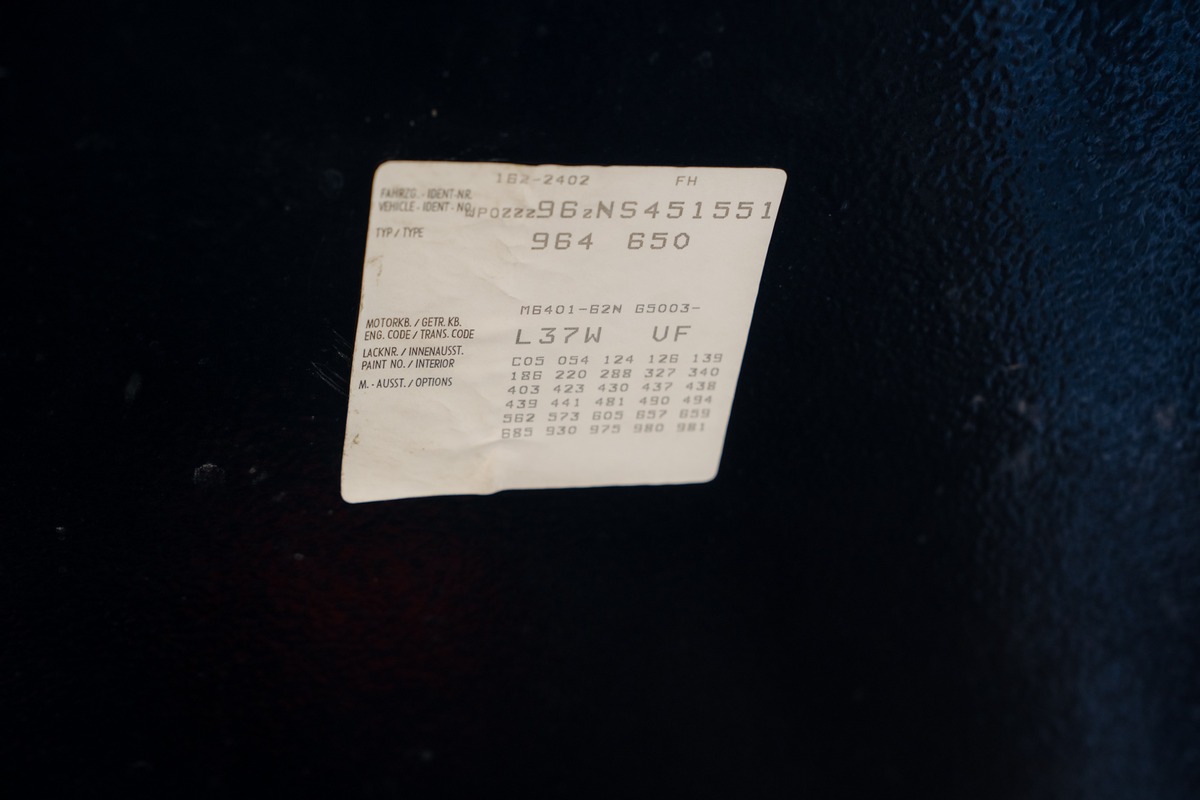 162-2402 FH
FAHRZG. - IDENT-NR.
VEHICLE - IDENT - NO. WP0ZZZ96ZNS451551
TYP / TYPE 964 650
M6401-62N G5003-
MOTORKB. / GETR. KB.
ENG. CODE / TRANS. CODE L37W VF
LACKNR. / INNENAUSST.
PAINT NO. / INTERIOR
M. - AUSST. / OPTIONS
C05 054 124 126 139
186 220 288 327 340
403 423 430 437 438
439 441 481 490 494
562 573 605 657 659
685 930 975 980 981